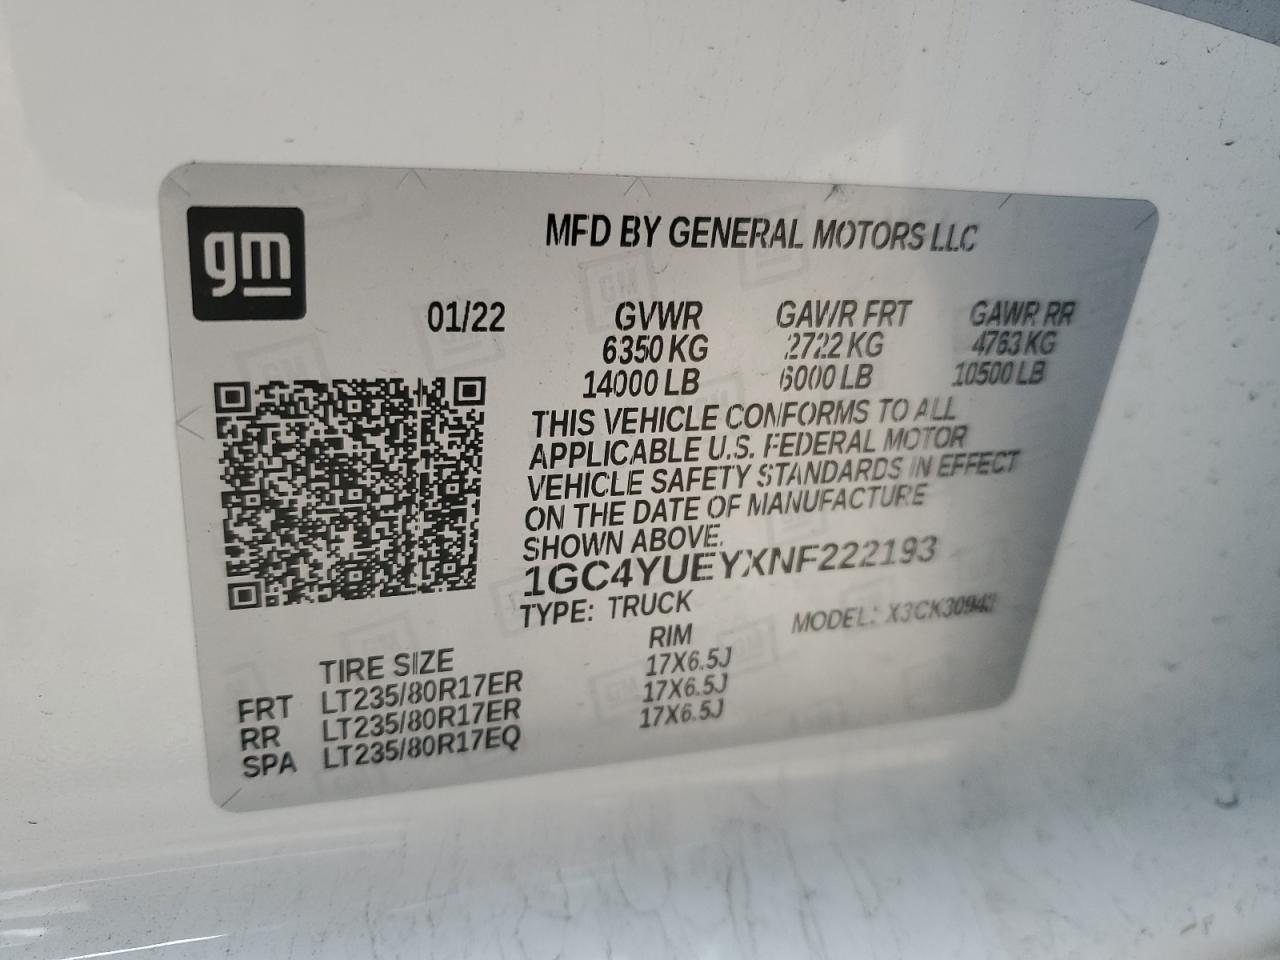 gm
MFD BY GENERAL MOTORS LLC
01/22 GVWR GAWR FRT GAWR RR
6350 KG 2722 KG 4763 KG
14000 LB 6000 LB 10500 LB
THIS VEHICLE CONFORMS TO ALL
APPLICABLE U.S. FEDERAL MOTOR
VEHICLE SAFETY STANDARDS IN EFFECT
ON THE DATE OF MANUFACTURE
SHOWN ABOVE.
1GC4YUEYXNF222193
TYPE: TRUCK MODEL:
TIRE SIZE RIM
FRT LT235/80R17ER 17X6.5J
RR LT235/80R17ER 17X6.5J
SPA LT235/80R17EQ 17X6.5J